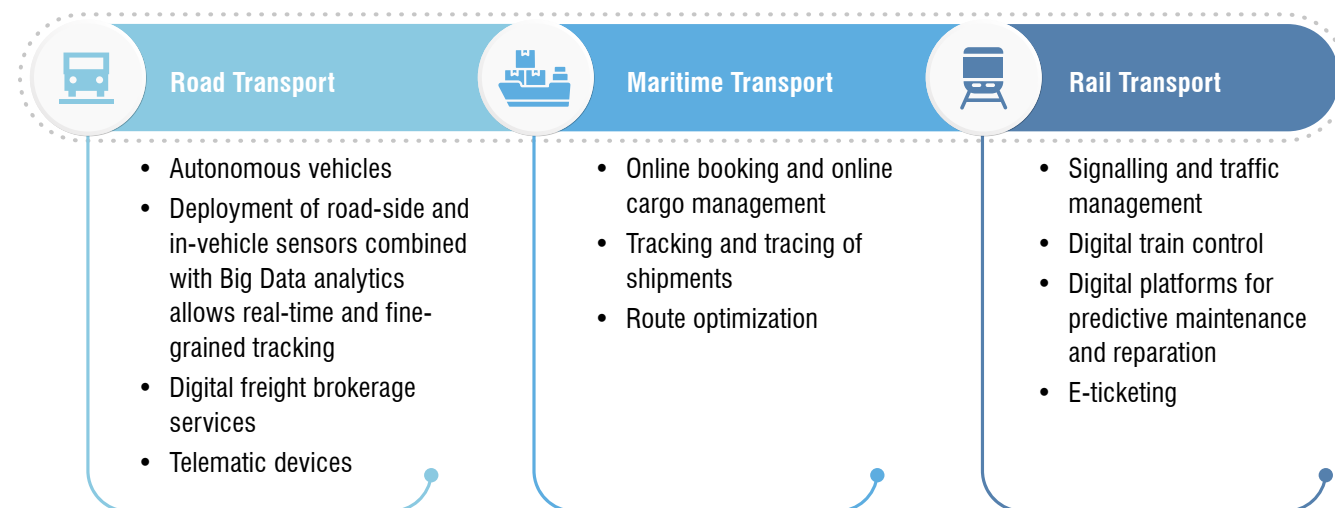 Road Transport
• Autonomous vehicles
• Deployment of road-side and
in-vehicle sensors combined
with Big Data analytics
allows real-time and fine-
grained tracking
• Digital freight brokerage
services
• Telematic devices
Maritime Transport
• Online booking and online
cargo management
• Tracking and tracing of
shipments
• Route optimization
Rail Transport
• Signalling and traffic
management
• Digital train control
• Digital platforms for
predictive maintenance
and reparation
• E-ticketing